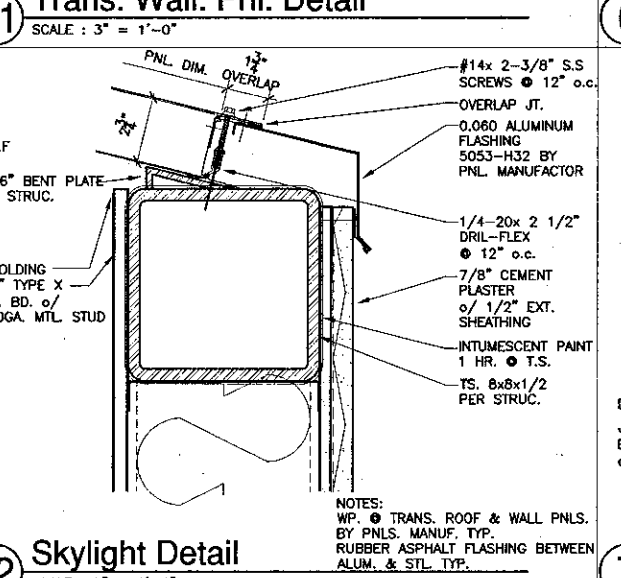 1 Trans. Wall. Pnl. Detail
SCALE : 3" = 1'-0"
PNL. DIM.
1 3/4"
OVERLAP
2 3/4"
6" BENT PLATE
STRUC.
OLDING
" TYPE X
. BD. o/
GA. MTL. STUD
#14x 2-3/8" S.S
SCREWS @ 12" o.c.
OVERLAP JT.
0.060 ALUMINUM
FLASHING
5053-H32 BY
PNL. MANUFACTOR
1/4-20x 2 1/2"
DRIL-FLEX
@ 12" o.c.
7/8" CEMENT
PLASTER
o/ 1/2" EXT.
SHEATHING
INTUMESCENT PAINT
1 HR. @ T.S.
TS. 8x8x1/2
PER STRUC.
NOTES:
WP. @ TRANS. ROOF & WALL PNLS.
BY PNLS. MANUF. TYP.
RUBBER ASPHALT FLASHING BETWEEN
ALUM. & STL. TYP.
2 Skylight Detail